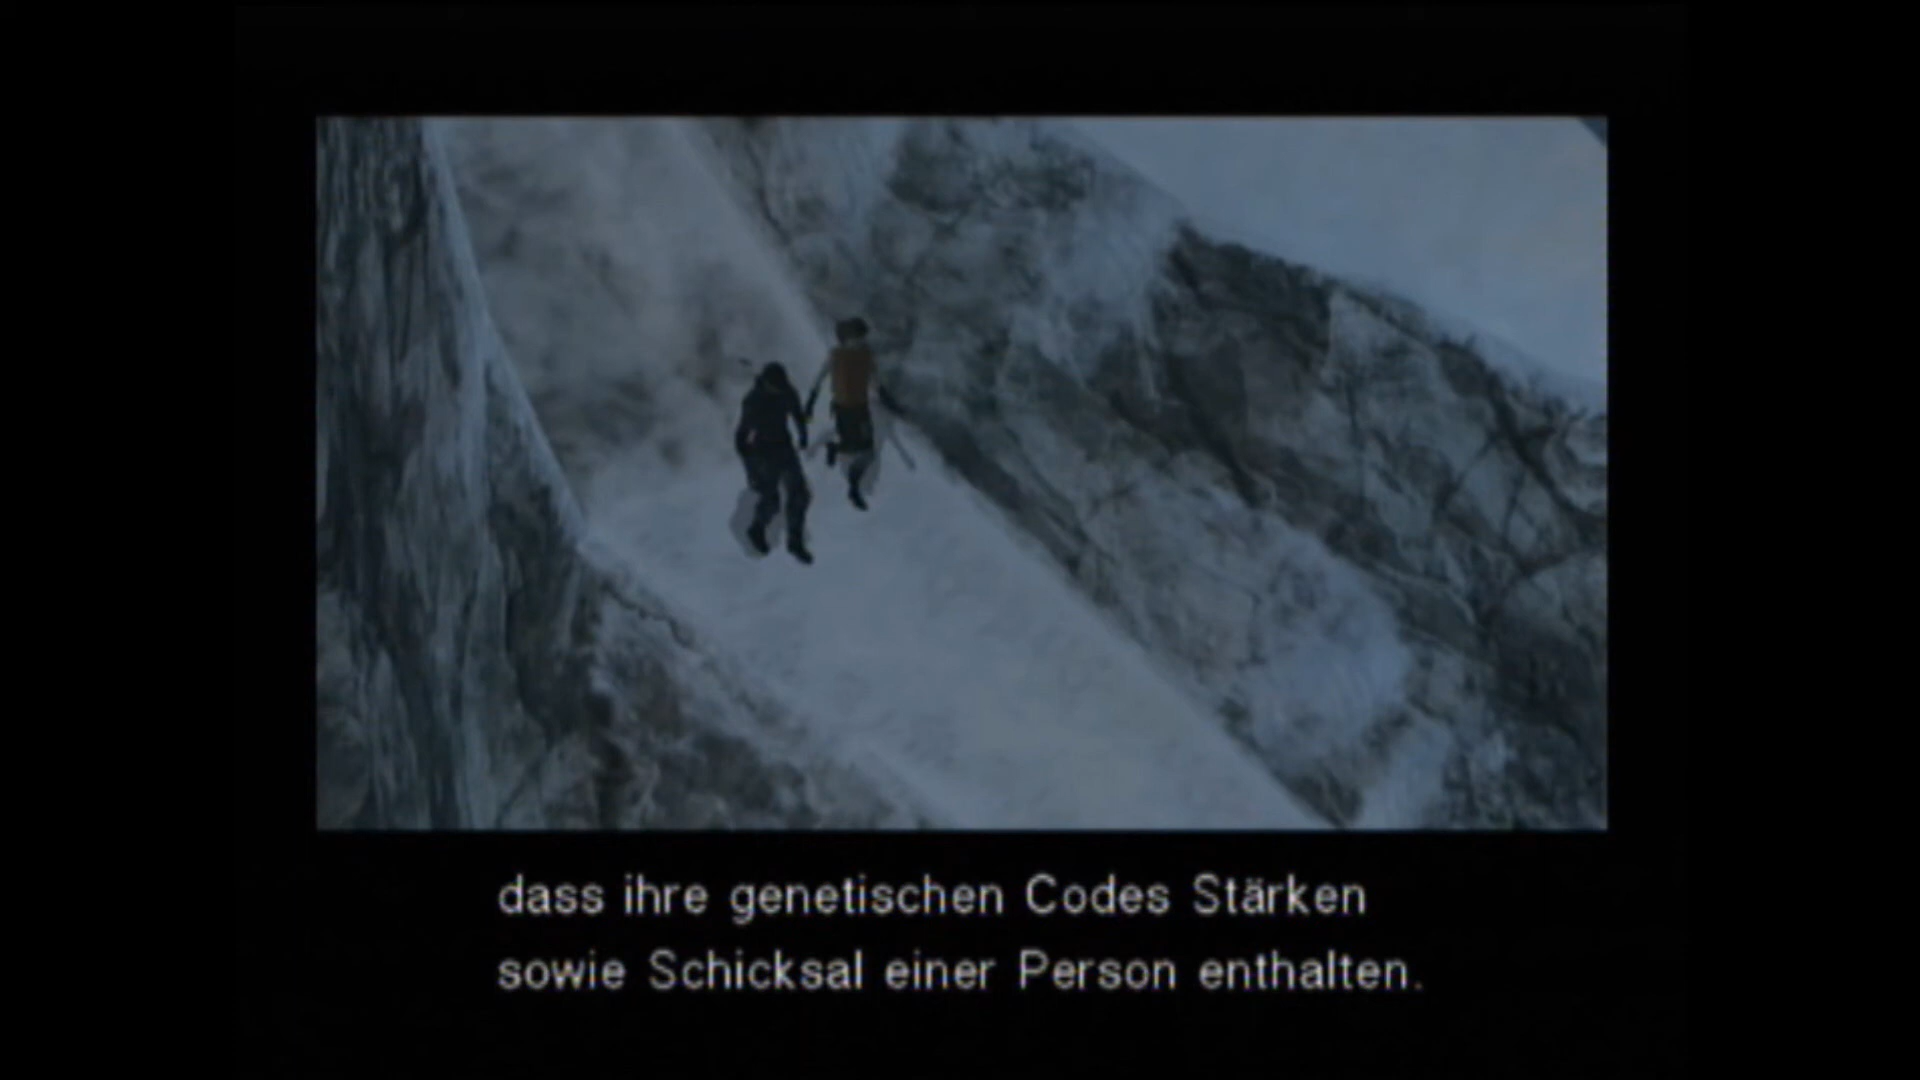 dass ihre genetischen Codes Stärken
sowie Schicksal einer Person enthalten.